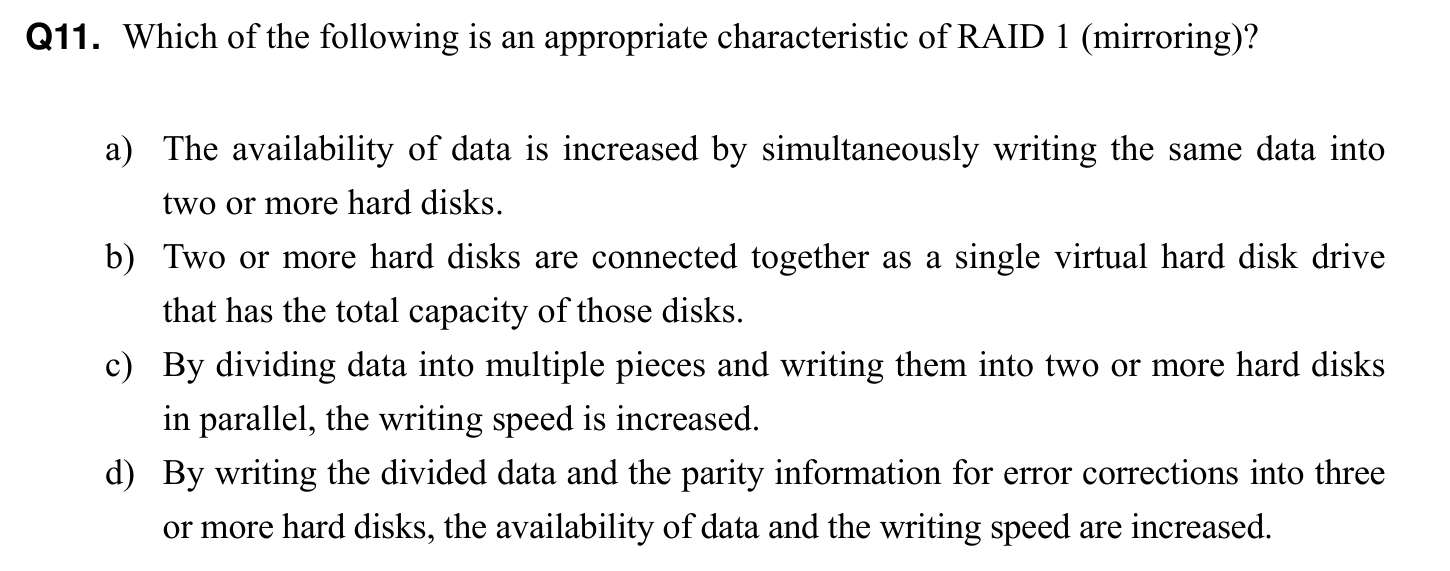 Q11. Which of the following is an appropriate characteristic of RAID 1 (mirroring)?
a) The availability of data is increased by simultaneously writing the same data into
two or more hard disks.
b) Two or more hard disks are connected together as a single virtual hard disk drive
that has the total capacity of those disks.
c) By dividing data into multiple pieces and writing them into two or more hard disks
in parallel, the writing speed is increased.
d) By writing the divided data and the parity information for error corrections into three
or more hard disks, the availability of data and the writing speed are increased.